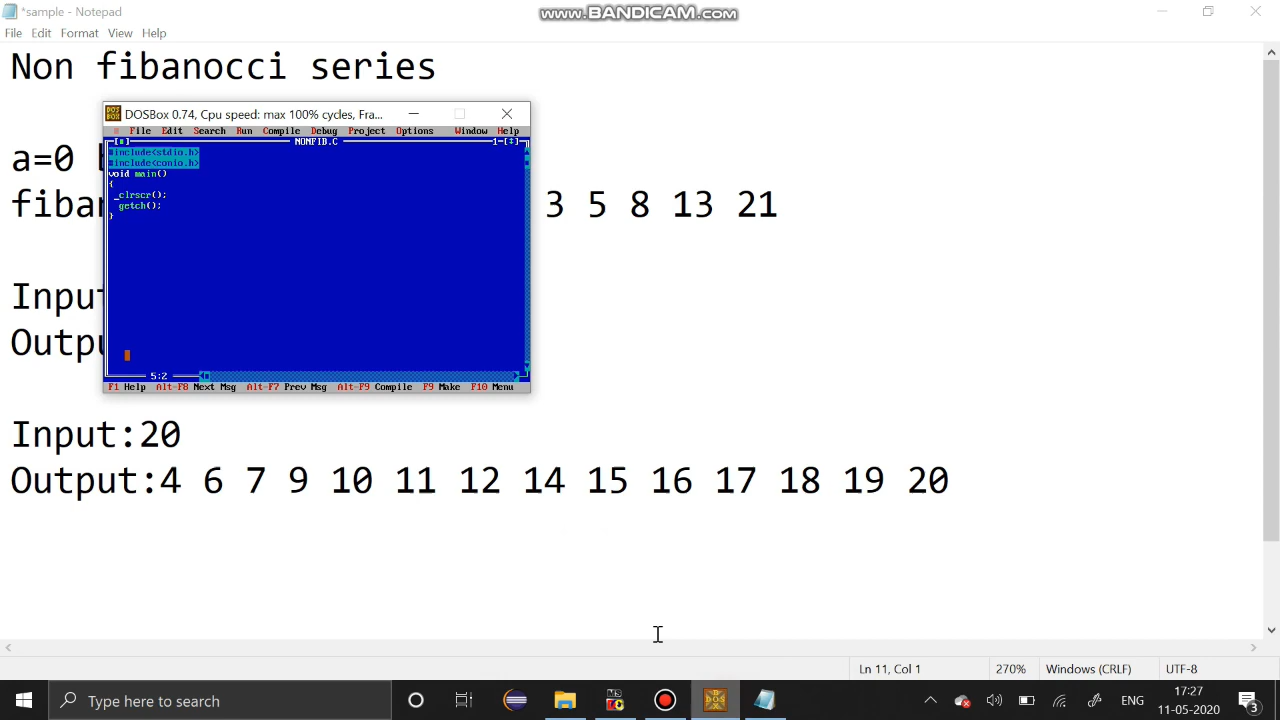 *sample - Notepad
www.BANDICAM.com
File Edit Format View Help
Non fibanocci series
DOSBox 0.74, Cpu speed: max 100% cycles, Fra...
File Edit Search Run Compile Debug Project Options Window Help
NONFIB.C
1
#include<stdio.h>
#include<conio.h>
void main()
{
clrscr();
getch();
}
5:2
F1 Help Alt-F8 Next Msg Alt-F7 Prev Msg Alt-F9 Compile F9 Make F10 Menu
a=0
fibar
3 5 8 13 21
Input
Outpu
Input:20
Output:4 6 7 9 10 11 12 14 15 16 17 18 19 20
Ln 11, Col 1 270% Windows (CRLF) UTF-8
Type here to search
ENG
17:27
11-05-2020
3